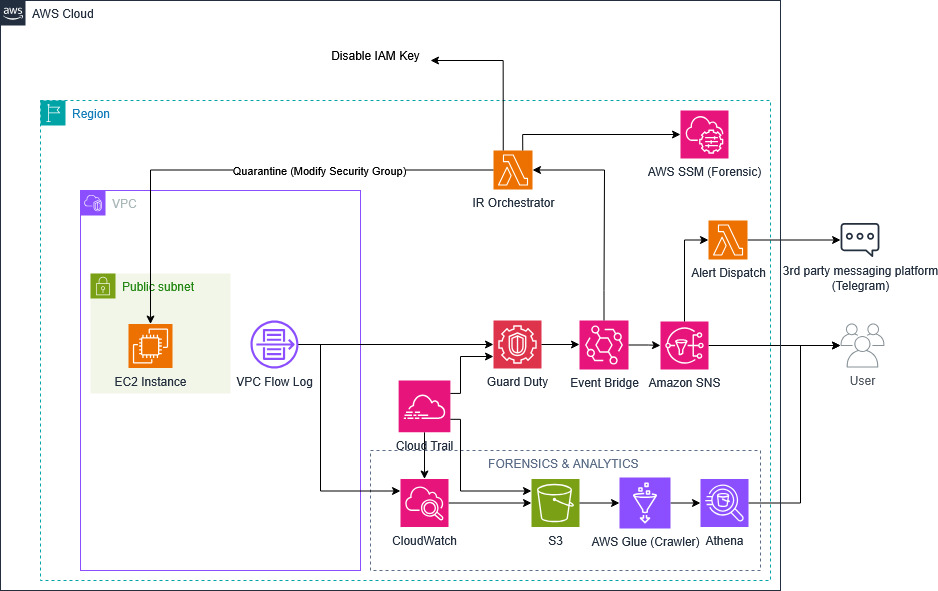 aws
AWS Cloud
Disable IAM Key
Region
AWS SSM (Forensic)
Quarantine (Modify Security Group)
IR Orchestrator
VPC
Alert Dispatch
3rd party messaging platform
(Telegram)
Public subnet
EC2 Instance
VPC Flow Log
Guard Duty
Event Bridge
Amazon SNS
User
Cloud Trail
FORENSICS & ANALYTICS
CloudWatch
S3
AWS Glue (Crawler)
Athena